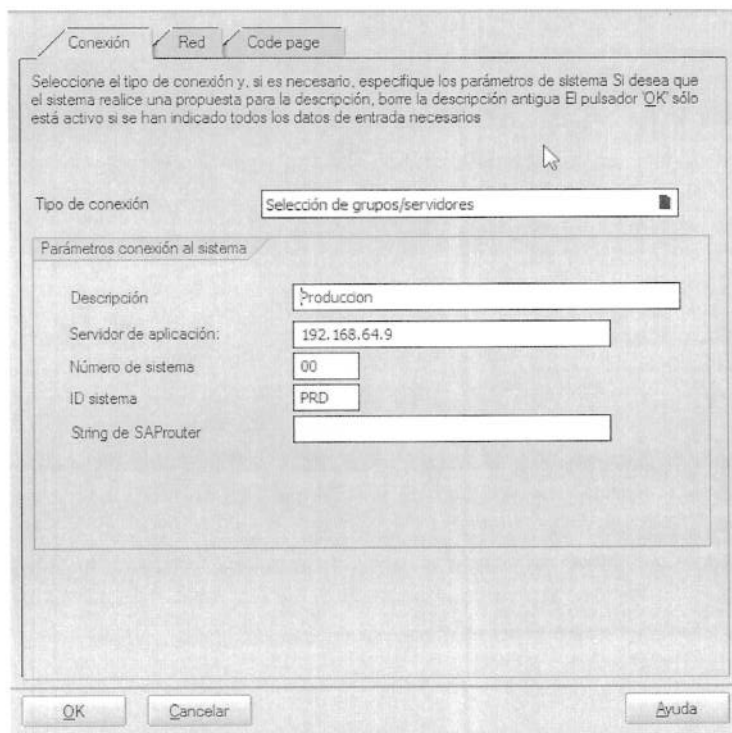 Conexión Red Code page
Seleccione el tipo de conexión y, si es necesario, especifique los parámetros de sistema Si desea que
el sistema realice una propuesta para la descripción, borre la descripción antigua El pulsador 'OK' sólo
está activo si se han indicado todos los datos de entrada necesarios
Tipo de conexión Selección de grupos/servidores
Parámetros conexión al sistema
Descripción Produccion
Servidor de aplicación: 192.168.64.9
Número de sistema 00
ID sistema PRD
String de SAProuter
OK Cancelar Ayuda